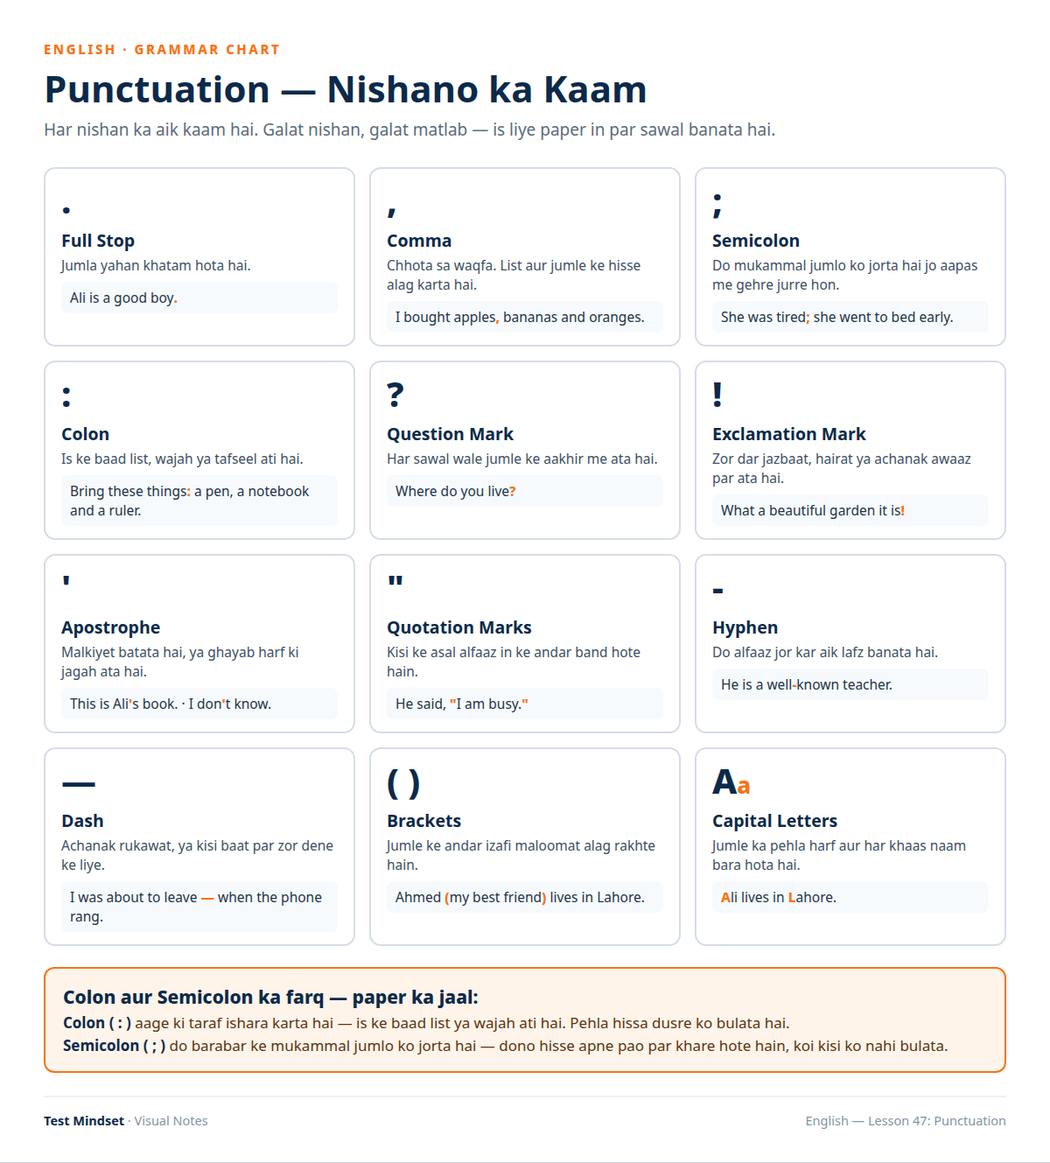 ENGLISH · GRAMMAR CHART
Punctuation — Nishano ka Kaam
Har nishan ka aik kaam hai. Galat nishan, galat matlab — is liye paper in par sawal banata hai.
.
Full Stop
Jumla yahan khatam hota hai.
Ali is a good boy.
,
Comma
Chhota sa waqfa. List aur jumle ke hisse
alag karta hai.
I bought apples, bananas and oranges.
;
Semicolon
Do mukammal jumlo ko jorta hai jo aapas
me gehre jurre hon.
She was tired; she went to bed early.
:
Colon
Is ke baad list, wajah ya tafseel ati hai.
Bring these things: a pen, a notebook
and a ruler.
?
Question Mark
Har sawal wale jumle ke aakhir me ata hai.
Where do you live?
!
Exclamation Mark
Zor dar jazbaat, hairat ya achanak awaaz
par ata hai.
What a beautiful garden it is!
'
Apostrophe
Malkiyet batata hai, ya ghayab harf ki
jagah ata hai.
This is Ali's book. · I don't know.
"
Quotation Marks
Kisi ke asal alfaaz in ke andar band hote
hain.
He said, "I am busy."
-
Hyphen
Do alfaaz jor kar aik lafz banata hai.
He is a well-known teacher.
—
Dash
Achanak rukawat, ya kisi baat par zor dene
ke liye.
I was about to leave — when the phone
rang.
( )
Brackets
Jumle ke andar izafi maloomat alag rakhte
hain.
Ahmed (my best friend) lives in Lahore.
Aa
Capital Letters
Jumle ka pehla harf aur har khaas naam
bara hota hai.
Ali lives in Lahore.
Colon aur Semicolon ka farq — paper ka jaal:
Colon ( : ) aage ki taraf ishara karta hai — is ke baad list ya wajah ati hai. Pehla hissa dusre ko bulata hai.
Semicolon ( ; ) do barabar ke mukammal jumlo ko jorta hai — dono hisse apne pao par khare hote hain, koi kisi ko nahi bulata.
Test Mindset · Visual Notes
English — Lesson 47: Punctuation